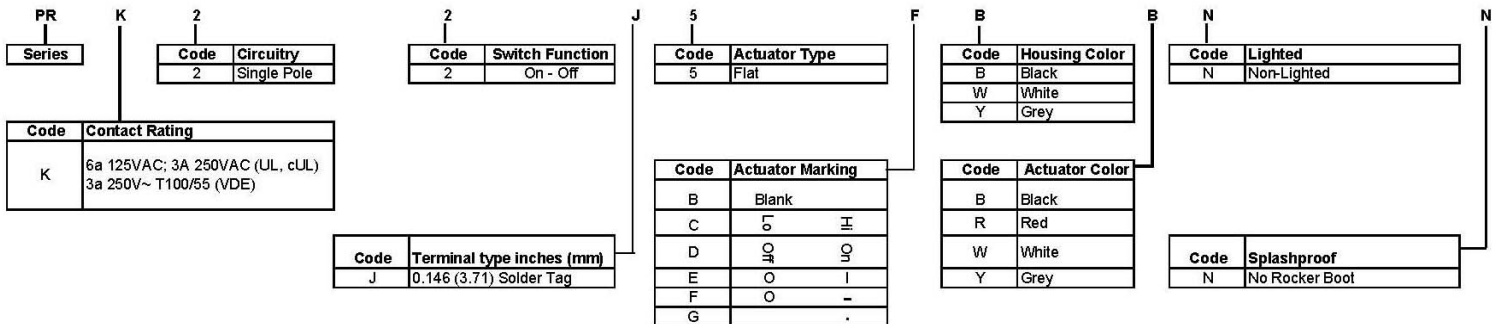 PR K 2 2 J 5 F B B N N
Series
Code Circuitry
2 Single Pole
Code Switch Function
2 On - Off
Code Actuator Type
5 Flat
Code Housing Color
B Black
W White
Y Grey
Code Lighted
N Non-Lighted
Code Contact Rating
K 6a 125VAC; 3A 250VAC (UL, cUL)
3a 250V~ T100/55 (VDE)
Code Terminal type inches (mm)
J 0.146 (3.71) Solder Tag
Code Actuator Marking
B Blank
C Lo Hi
D Off On
E O I
F O –
G .
Code Actuator Color
B Black
R Red
W White
Y Grey
Code Splashproof
N No Rocker Boot